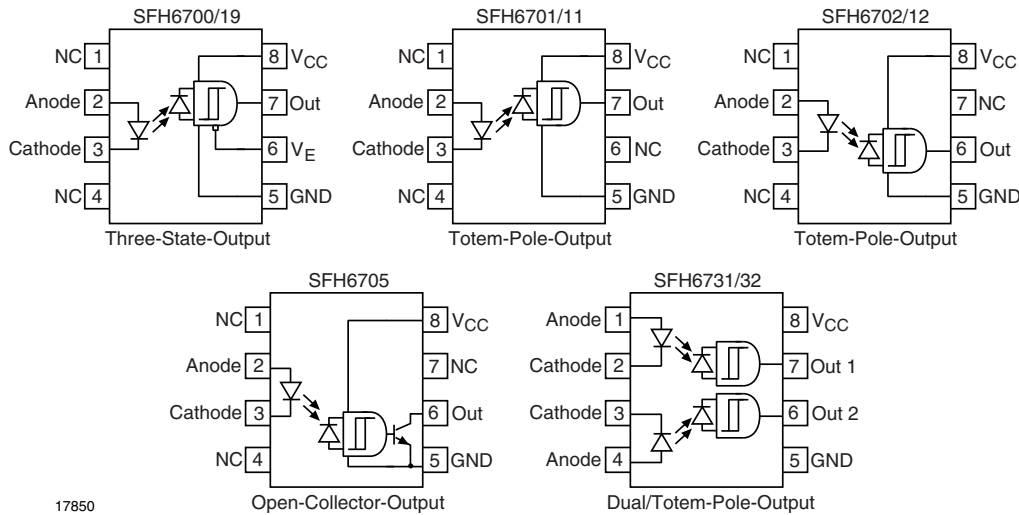 SFH6700/19
NC 1
Anode 2
Cathode 3
NC 4
8 VCC
7 Out
6 VE
5 GND
Three-State-Output
SFH6701/11
NC 1
Anode 2
Cathode 3
NC 4
8 VCC
7 Out
6 NC
5 GND
Totem-Pole-Output
SFH6702/12
NC 1
Anode 2
Cathode 3
NC 4
8 VCC
7 NC
6 Out
5 GND
Totem-Pole-Output
SFH6705
NC 1
Anode 2
Cathode 3
NC 4
8 VCC
7 NC
6 Out
5 GND
Open-Collector-Output
SFH6731/32
Anode 1
Cathode 2
Cathode 3
Anode 4
8 VCC
7 Out 1
6 Out 2
5 GND
Dual/Totem-Pole-Output
17850